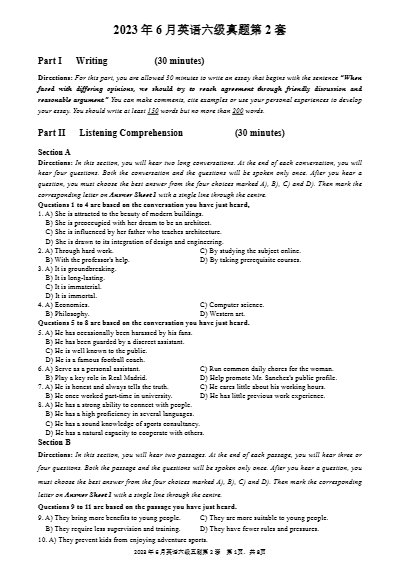 2023 年 6 月英语六级真题第 2 套
Part I Writing (30 minutes)
Directions: For this part, you are allowed 30 minutes to write an essay that begins with the sentence "When
faced with differing opinions, we should try to reach agreement through friendly discussion and
reasonable argument." You can make comments, cite examples or use your personal experiences to develop
your essay. You should write at least 150 words but no more than 200 words.
Part II Listening Comprehension (30 minutes)
Section A
Directions: In this section, you will hear two long conversations. At the end of each conversation, you will
hear four questions. Both the conversation and the questions will be spoken only once. After you hear a
question, you must choose the best answer from the four choices marked A), B), C) and D). Then mark the
corresponding letter on Answer Sheet 1 with a single line through the centre.
Questions 1 to 4 are based on the conversation you have just heard,
1. A) She is attracted to the beauty of modern buildings.
B) She is preoccupied with her dream to be an architect.
C) She is influenced by her father who teaches architecture.
D) She is drawn to its integration of design and engineering.
2. A) Through hard work. C) By studying the subject online.
B) With the professor's help. D) By taking prerequisite courses.
3. A) It is groundbreaking.
B) It is long-lasting.
C) It is immaterial.
D) It is immortal.
4. A) Economics. C) Computer science.
B) Philosophy. D) Western art.
Questions 5 to 8 are based on the conversation you have just heard.
5. A) He has occasionally been harassed by his fans.
B) He has been guarded by a discreet assistant.
C) He is well known to the public.
D) He is a famous football coach.
6. A) Serve as a personal assistant. C) Run common daily chores for the woman.
B) Play a key role in Real Madrid. D) Help promote Mr. Sanchez's public profile.
7. A) He is honest and always tells the truth. C) He cares little about his working hours.
B) He once worked part-time in university. D) He has little previous work experience.
8. A) He has a strong ability to connect with people.
B) He has a high proficiency in several languages.
C) He has a sound knowledge of sports consultancy.
D) He has a natural capacity to cooperate with others.
Section B
Directions: In this section, you will hear two passages. At the end of each passage, you will hear three or
four questions. Both the passage and the questions will be spoken only once. After you hear a question, you
must choose the best answer from the four choices marked A), B), C) and D). Then mark the corresponding
letter on Answer Sheet 1 with a single line through the centre.
Questions 9 to 11 are based on the passage you have just heard.
9. A) They bring more benefits to young people. C) They are more suitable to young people.
B) They require less supervision and training. D) They have fewer rules and pressures.
10. A) They prevent kids from enjoying adventure sports.
2023 年 6 月英语六级真题第 2 套 第 1页，共 8页